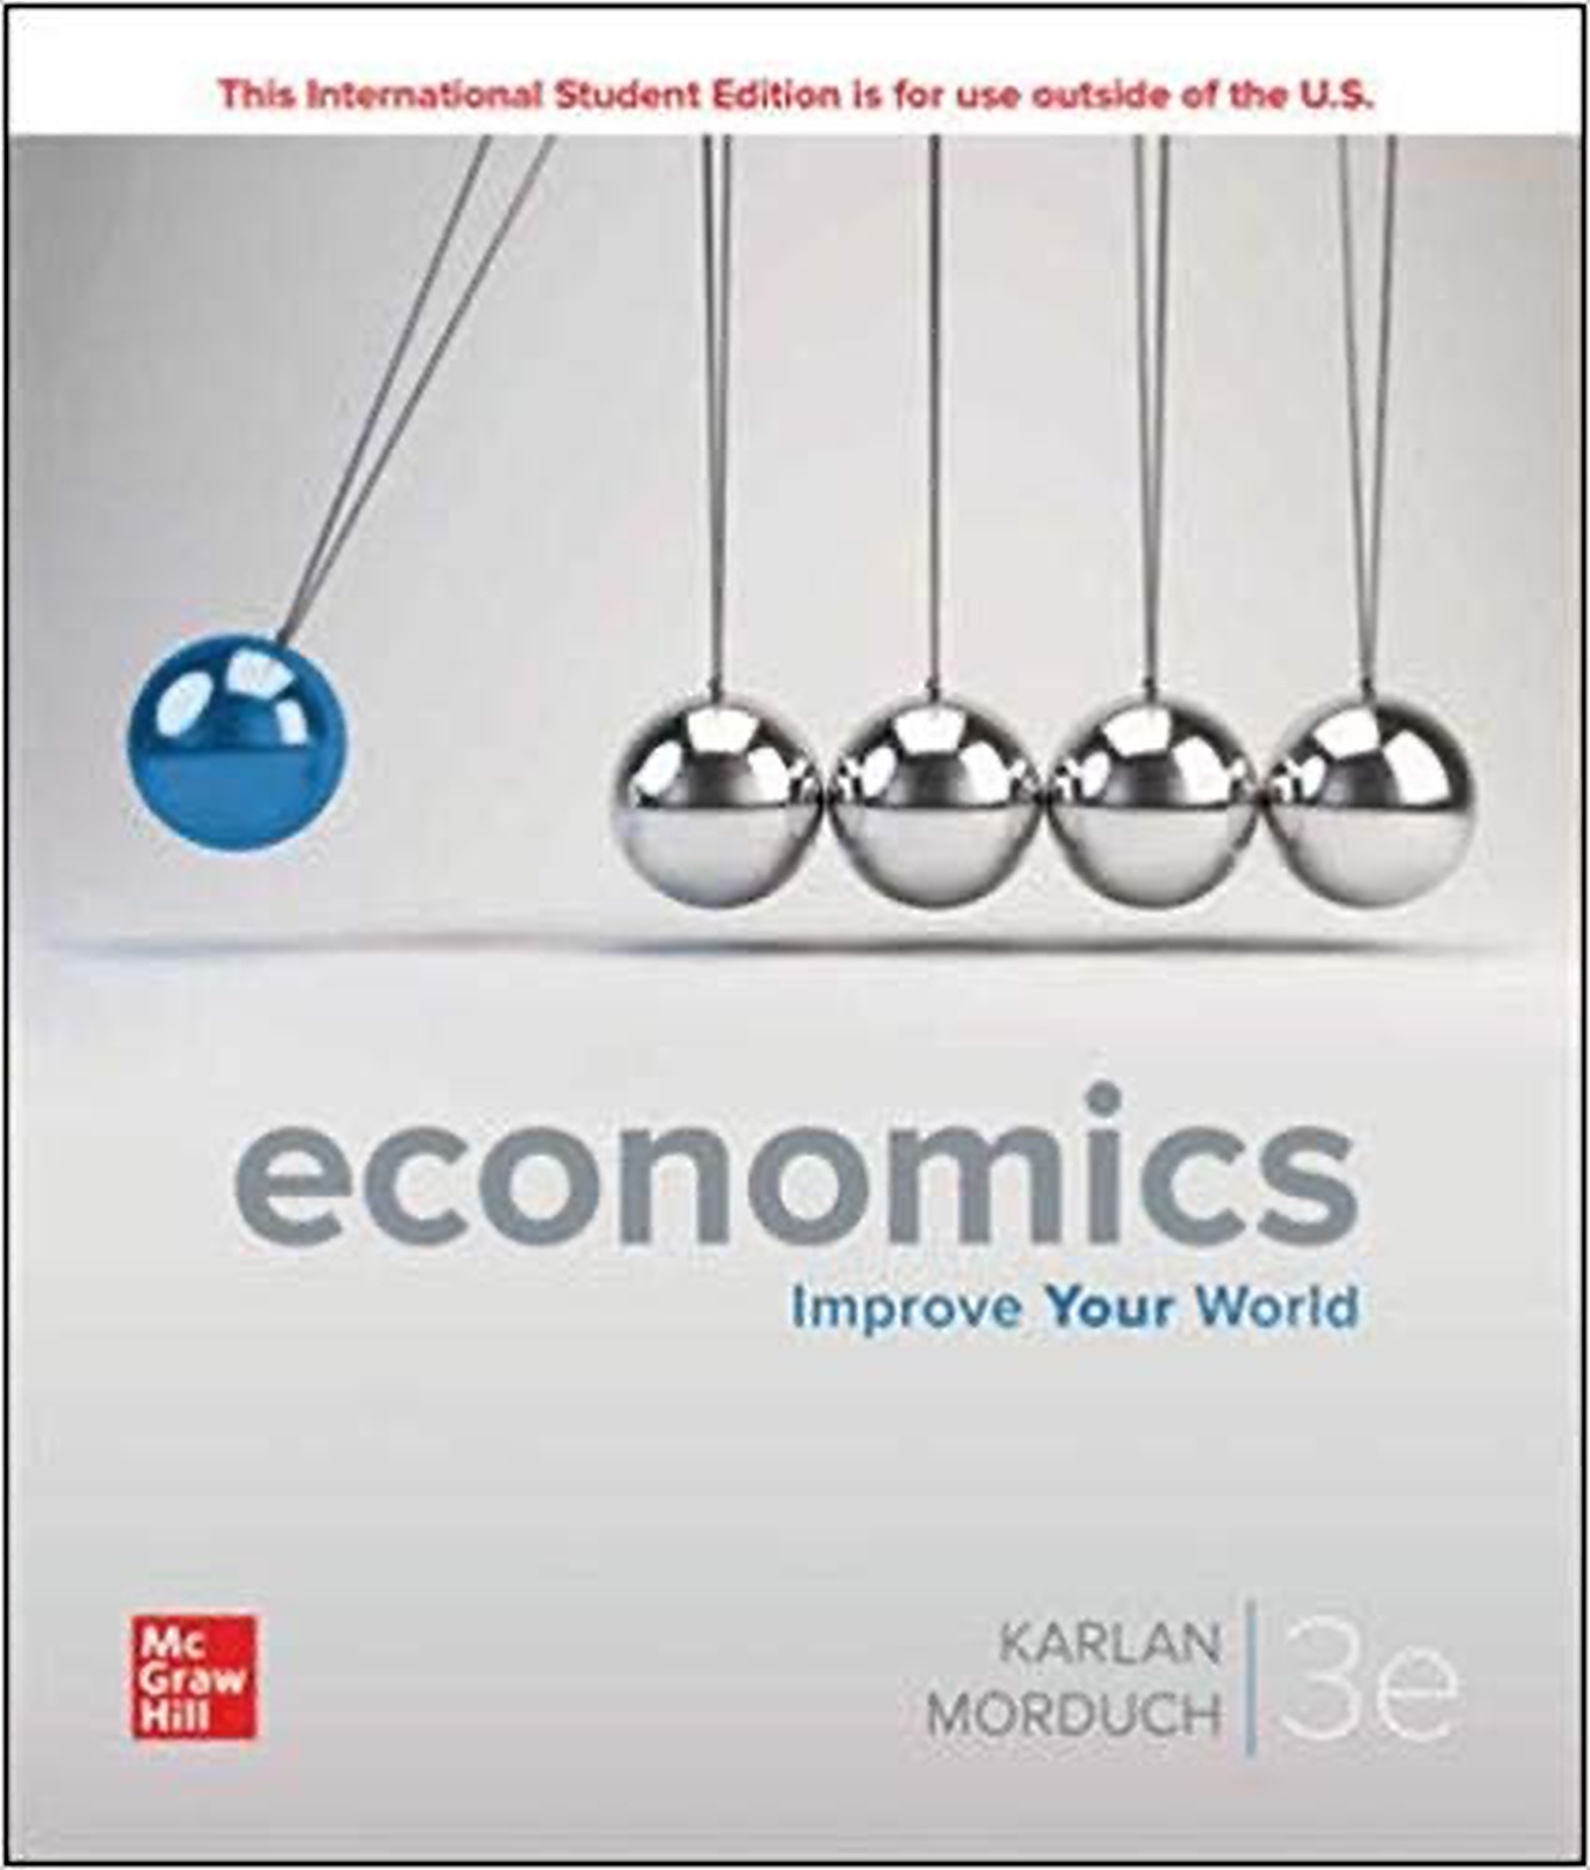 This International Student Edition is for use outside of the U.S.
economics
Improve Your World
Mc
Graw
Hill
KARLAN
MORDUCH
3e